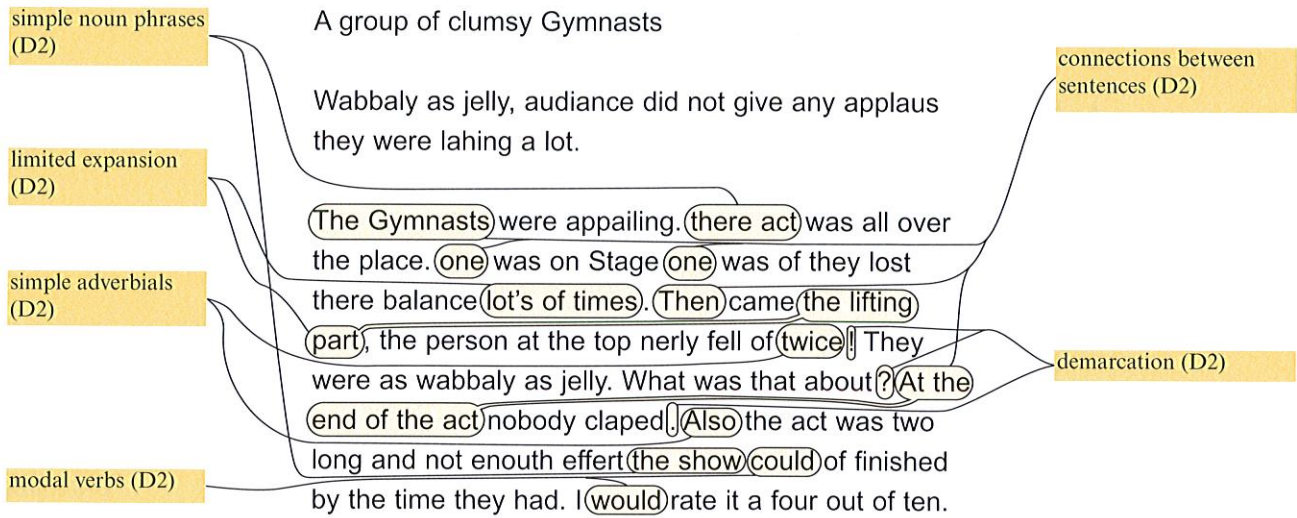 simple noun phrases
(D2)
limited expansion
(D2)
simple adverbials
(D2)
modal verbs (D2)
A group of clumsy Gymnasts
Wabbaly as jelly, audiance did not give any applaus
they were lahing a lot.
The Gymnasts were appailing. there act was all over
the place. one was on Stage one was of they lost
there balance lot's of times. Then came the lifting
part, the person at the top nerly fell of twice! They
were as wabbaly as jelly. What was that about? At the
end of the act nobody claped. Also the act was two
long and not enouth effert the show could of finished
by the time they had. I would rate it a four out of ten.
connections between
sentences (D2)
demarcation (D2)